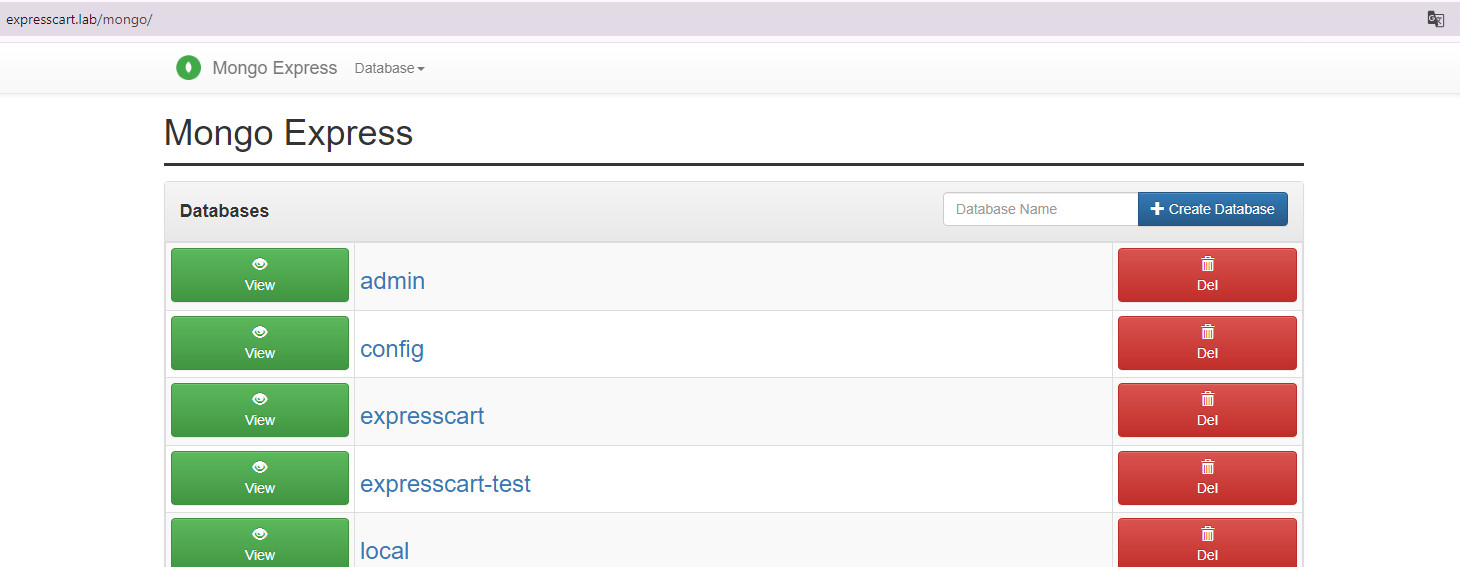 expresscart.lab/mongo/
Mongo Express Database
Mongo Express
Databases Database Name Create Database
View admin Del
View config Del
View expresscart Del
View expresscart-test Del
View local Del